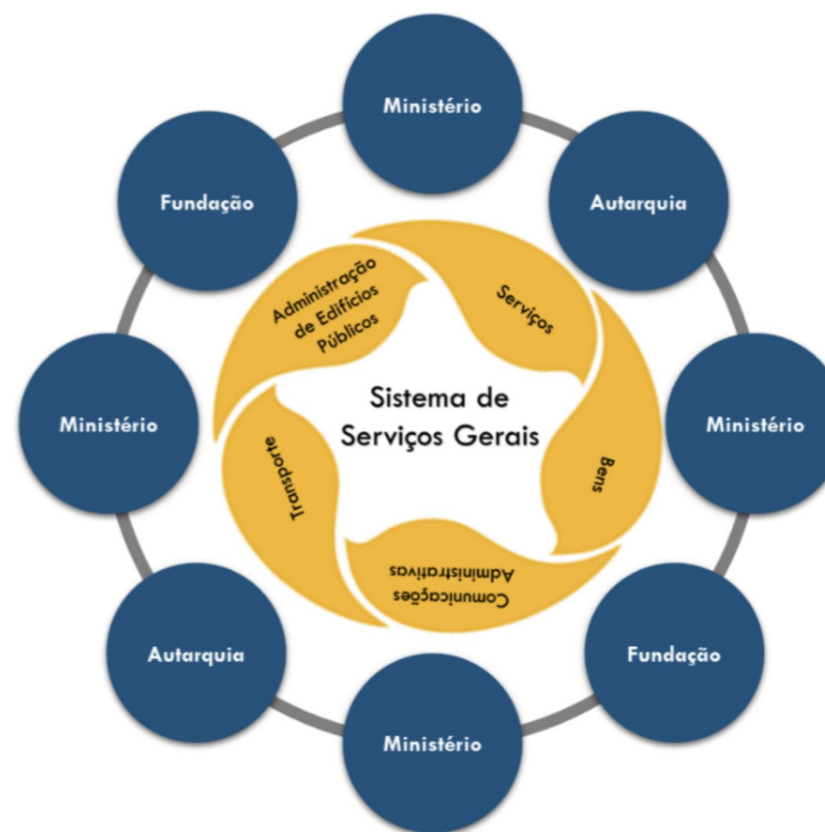 Ministério
Autarquia
Ministério
Fundação
Ministério
Autarquia
Ministério
Fundação
Administração
de Edifícios
Públicos
Serviços
Bens
Comunicações
Administrativas
Transporte
Sistema de
Serviços Gerais